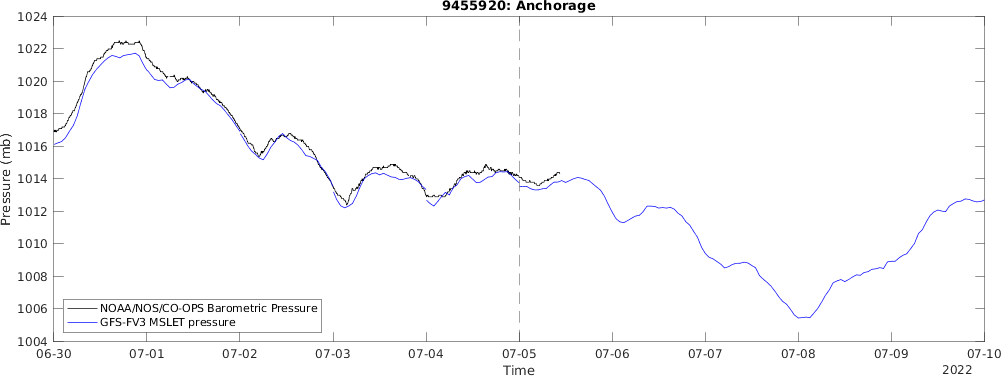 9455920: Anchorage
1024
1022
1020
1018
1016
1014
1012
1010
1008
1006
1004
Pressure (mb)
NOAA/NOS/CO-OPS Barometric Pressure
GFS-FV3 MSLET pressure
06-30 07-01 07-02 07-03 07-04 07-05 07-06 07-07 07-08 07-09 07-10
Time
2022